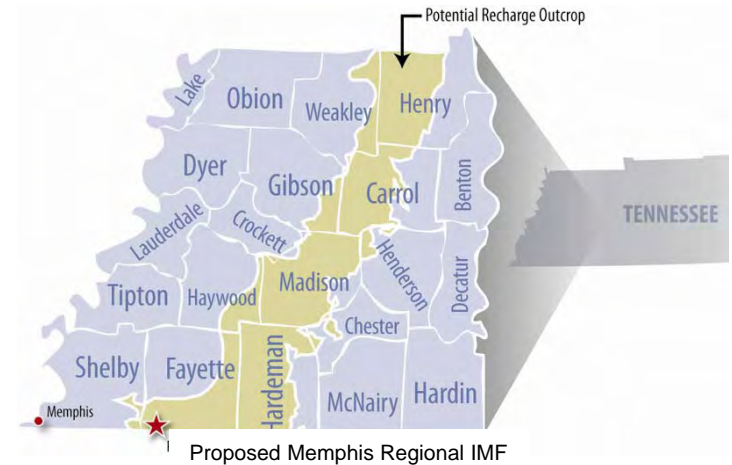 Potential Recharge Outcrop
Lake
Obion
Weakley
Henry
Dyer
Gibson
Carrol
Benton
TENNESSEE
Lauderdale
Crockett
Henderson
Decatur
Madison
Tipton
Haywood
Chester
Shelby
Fayette
Hardeman
McNairy
Hardin
Memphis
Proposed Memphis Regional IMF